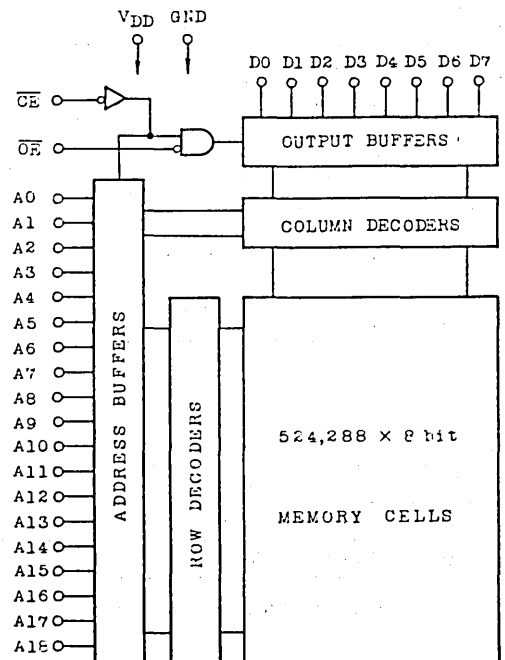 VDD GND
D0 D1 D2 D3 D4 D5 D6 D7
CE
OE
OUTPUT BUFFERS
A0
A1
A2
A3
A4
A5
A6
A7
A8
A9
A10
A11
A12
A13
A14
A15
A16
A17
A18
COLUMN DECODERS
ADDRESS BUFFERS
ROW DECODERS
524,288 × 8 bit
MEMORY CELLS